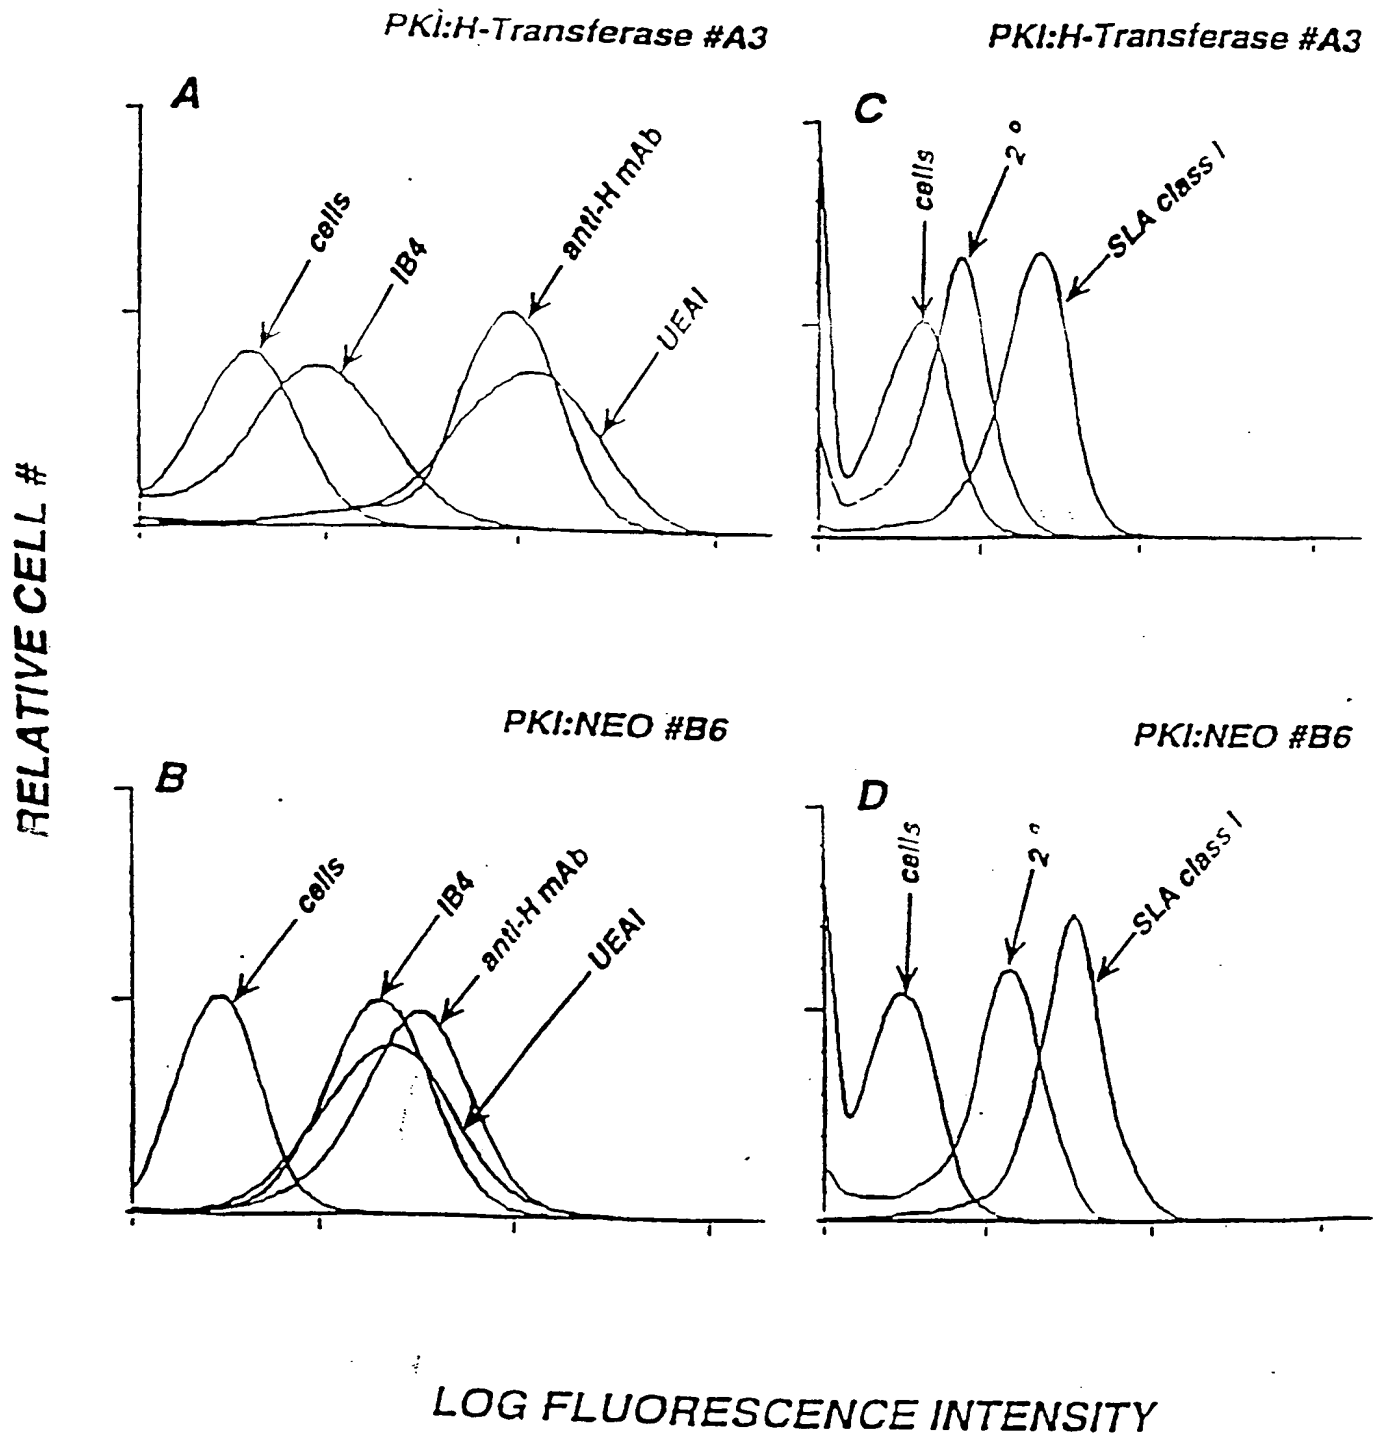 PKI:H-Transferase #A3
A
cells
IB4
anti-H mAb
UEAI
PKI:H-Transferase #A3
C
cells
2°
SLA class I
RELATIVE CELL #
PKI:NEO #B6
B
cells
IB4
anti-H mAb
UEAI
PKI:NEO #B6
D
cells
2°
SLA class I
LOG FLUORESCENCE INTENSITY